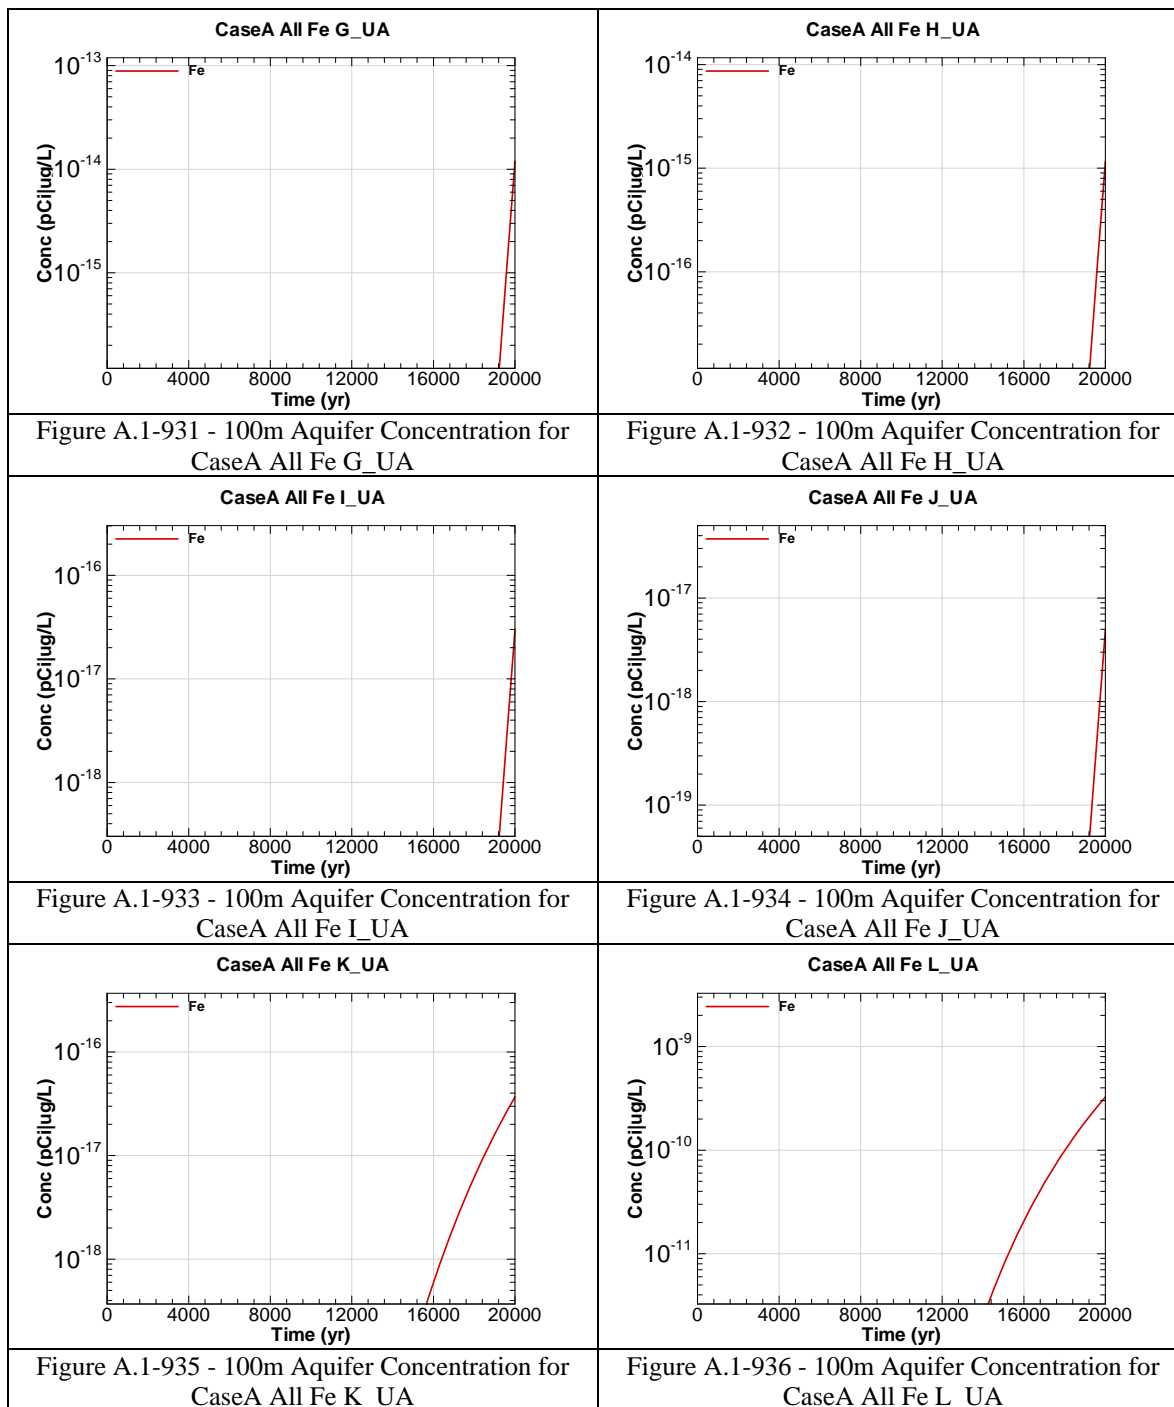 CaseA All Fe G_UA
Fe
10-13
10-14
10-15
Conc (pCi|ug/L)
0 4000 8000 12000 16000 20000
Time (yr)
Figure A.1-931 - 100m Aquifer Concentration for
CaseA All Fe G_UA
CaseA All Fe H_UA
Fe
10-14
10-15
10-16
Conc (pCi|ug/L)
0 4000 8000 12000 16000 20000
Time (yr)
Figure A.1-932 - 100m Aquifer Concentration for
CaseA All Fe H_UA
CaseA All Fe I_UA
Fe
10-16
10-17
10-18
Conc (pCi|ug/L)
0 4000 8000 12000 16000 20000
Time (yr)
Figure A.1-933 - 100m Aquifer Concentration for
CaseA All Fe I_UA
CaseA All Fe J_UA
Fe
10-17
10-18
10-19
Conc (pCi|ug/L)
0 4000 8000 12000 16000 20000
Time (yr)
Figure A.1-934 - 100m Aquifer Concentration for
CaseA All Fe J_UA
CaseA All Fe K_UA
Fe
10-16
10-17
10-18
Conc (pCi|ug/L)
0 4000 8000 12000 16000 20000
Time (yr)
Figure A.1-935 - 100m Aquifer Concentration for
CaseA All Fe K_UA
CaseA All Fe L_UA
Fe
10-9
10-10
10-11
Conc (pCi|ug/L)
0 4000 8000 12000 16000 20000
Time (yr)
Figure A.1-936 - 100m Aquifer Concentration for
CaseA All Fe L_UA